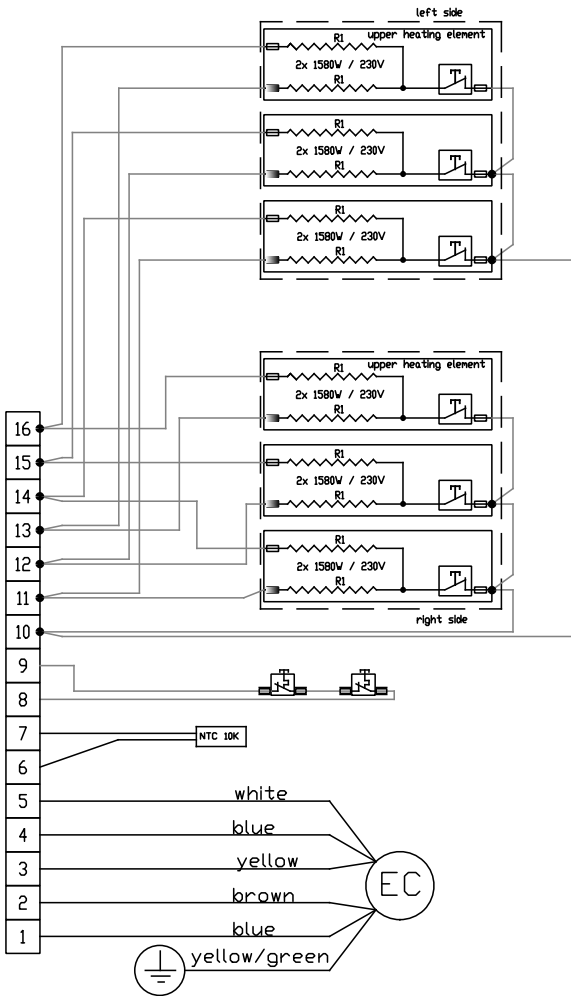 left side
upper heating element
R1
2x 1580W / 230V
R1
R1
2x 1580W / 230V
R1
R1
2x 1580W / 230V
R1
upper heating element
R1
2x 1580W / 230V
R1
R1
2x 1580W / 230V
R1
R1
2x 1580W / 230V
R1
right side
16
15
14
13
12
11
10
9
8
7
NTC 10K
6
5 white
4 blue
3 yellow
EC
2 brown
1 blue
yellow/green